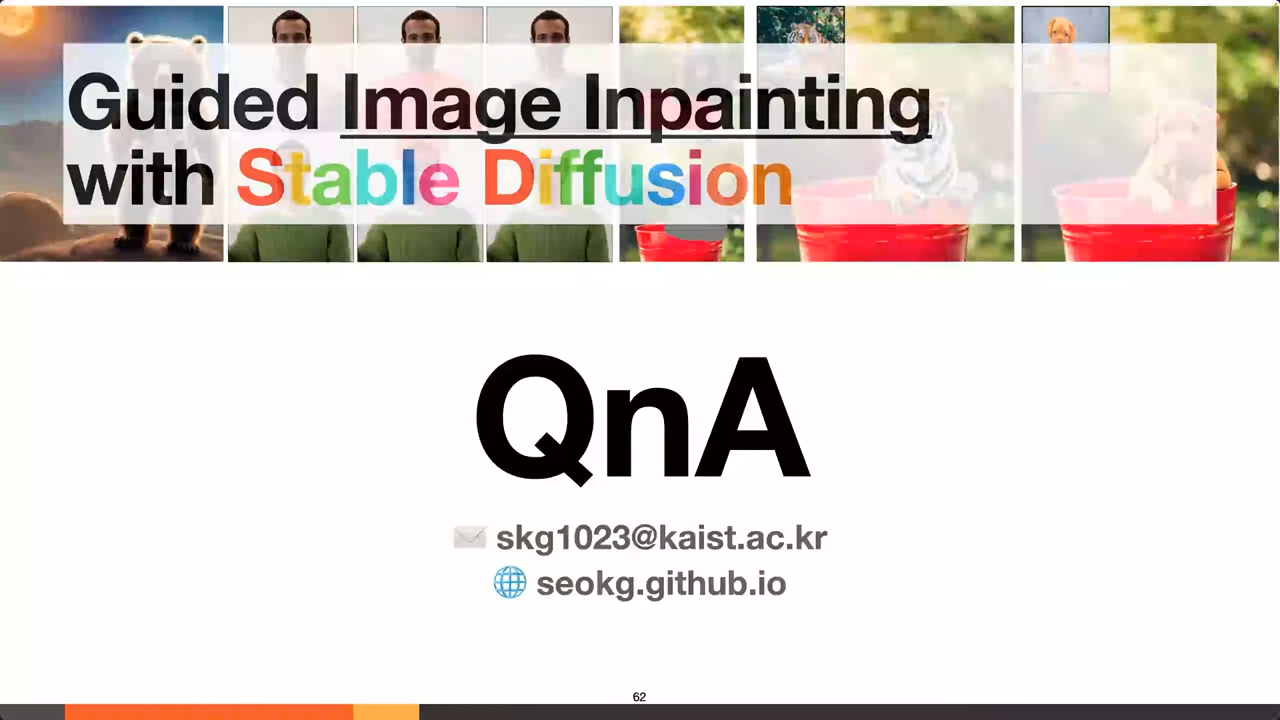 Guided Image Inpainting
with Stable Diffusion
QnA
skg1023@kaist.ac.kr
seokg.github.io
62